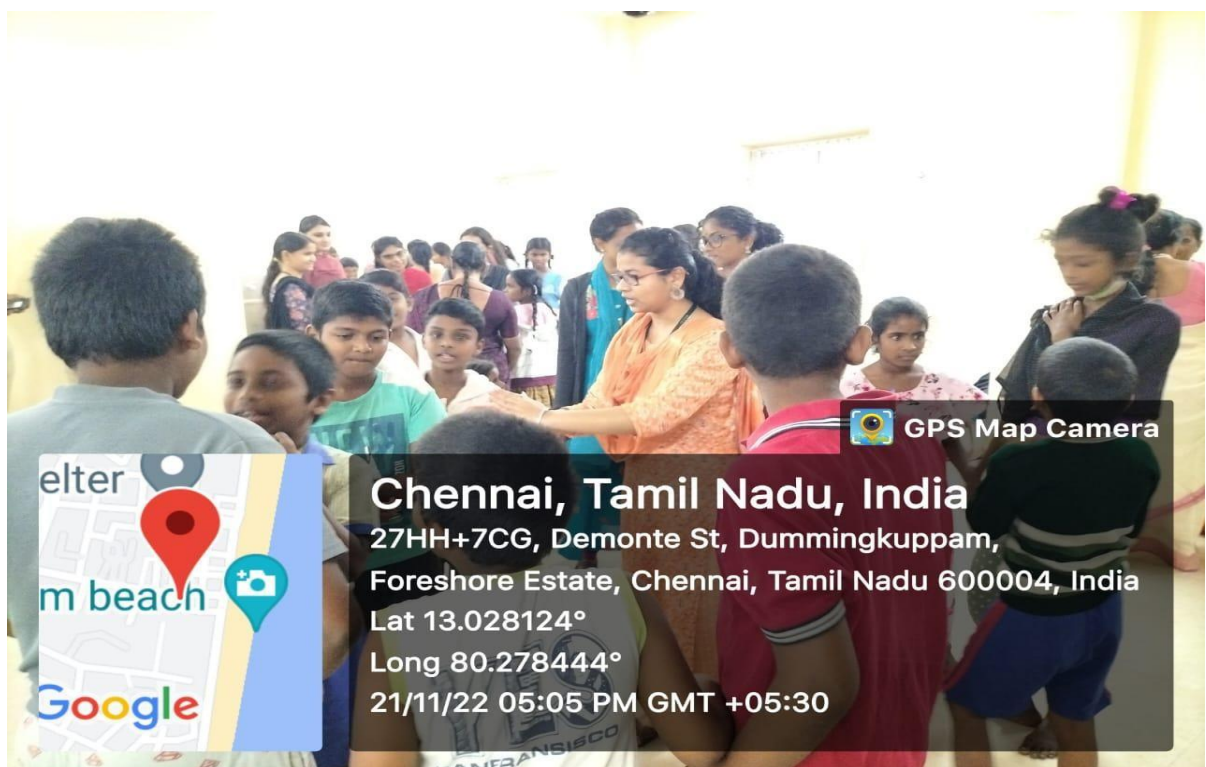 GPS Map Camera
elter
m beach
Google
Chennai, Tamil Nadu, India
27HH+7CG, Demonte St, Dummingkuppam,
Foreshore Estate, Chennai, Tamil Nadu 600004, India
Lat 13.028124°
Long 80.278444°
21/11/22 05:05 PM GMT +05:30